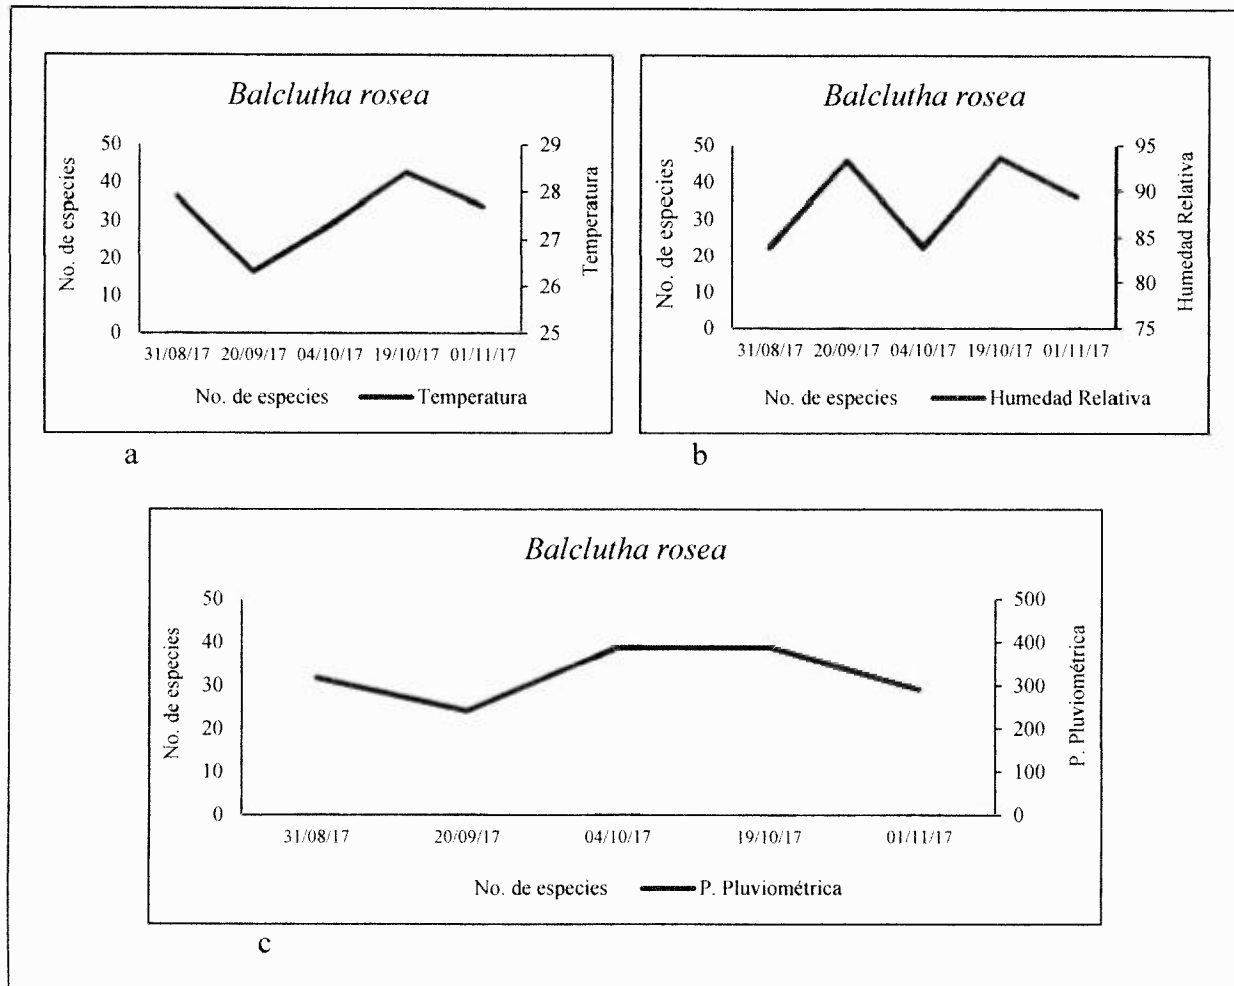 Balclutha rosea
No. de especies
50
40
30
20
10
0
29
28
27
26
25
Temperatura
31/08/17 20/09/17 04/10/17 19/10/17 01/11/17
No. de especies Temperatura
a
Balclutha rosea
No. de especies
50
40
30
20
10
0
95
90
85
80
75
Humedad Relativa
31/08/17 20/09/17 04/10/17 19/10/17 01/11/17
No. de especies Humedad Relativa
b
Balclutha rosea
No. de especies
50
40
30
20
10
0
500
400
300
200
100
0
P. Pluviométrica
31/08/17 20/09/17 04/10/17 19/10/17 01/11/17
No. de especies P. Pluviométrica
c